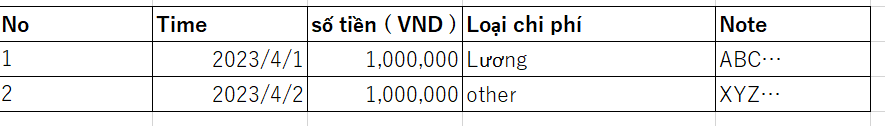 No Time số tiền ( VND ) Loại chi phí Note
1 2023/4/1 1,000,000 Lương ABC…
2 2023/4/2 1,000,000 other XYZ…